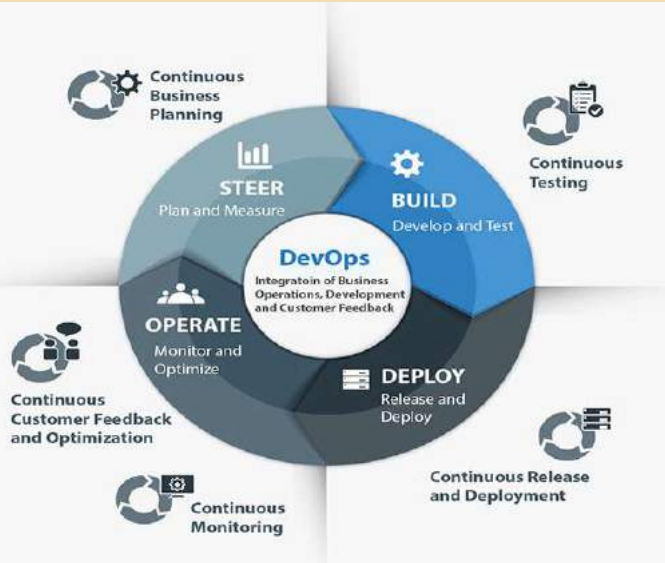 Continuous
Business
Planning
Continuous
Testing
STEER
Plan and Measure
BUILD
Develop and Test
DevOps
Integratoin of Business
Operations, Development
and Customer Feedback
OPERATE
Monitor and
Optimize
DEPLOY
Release and
Deploy
Continuous
Customer Feedback
and Optimization
Continuous Release
and Deployment
Continuous
Monitoring